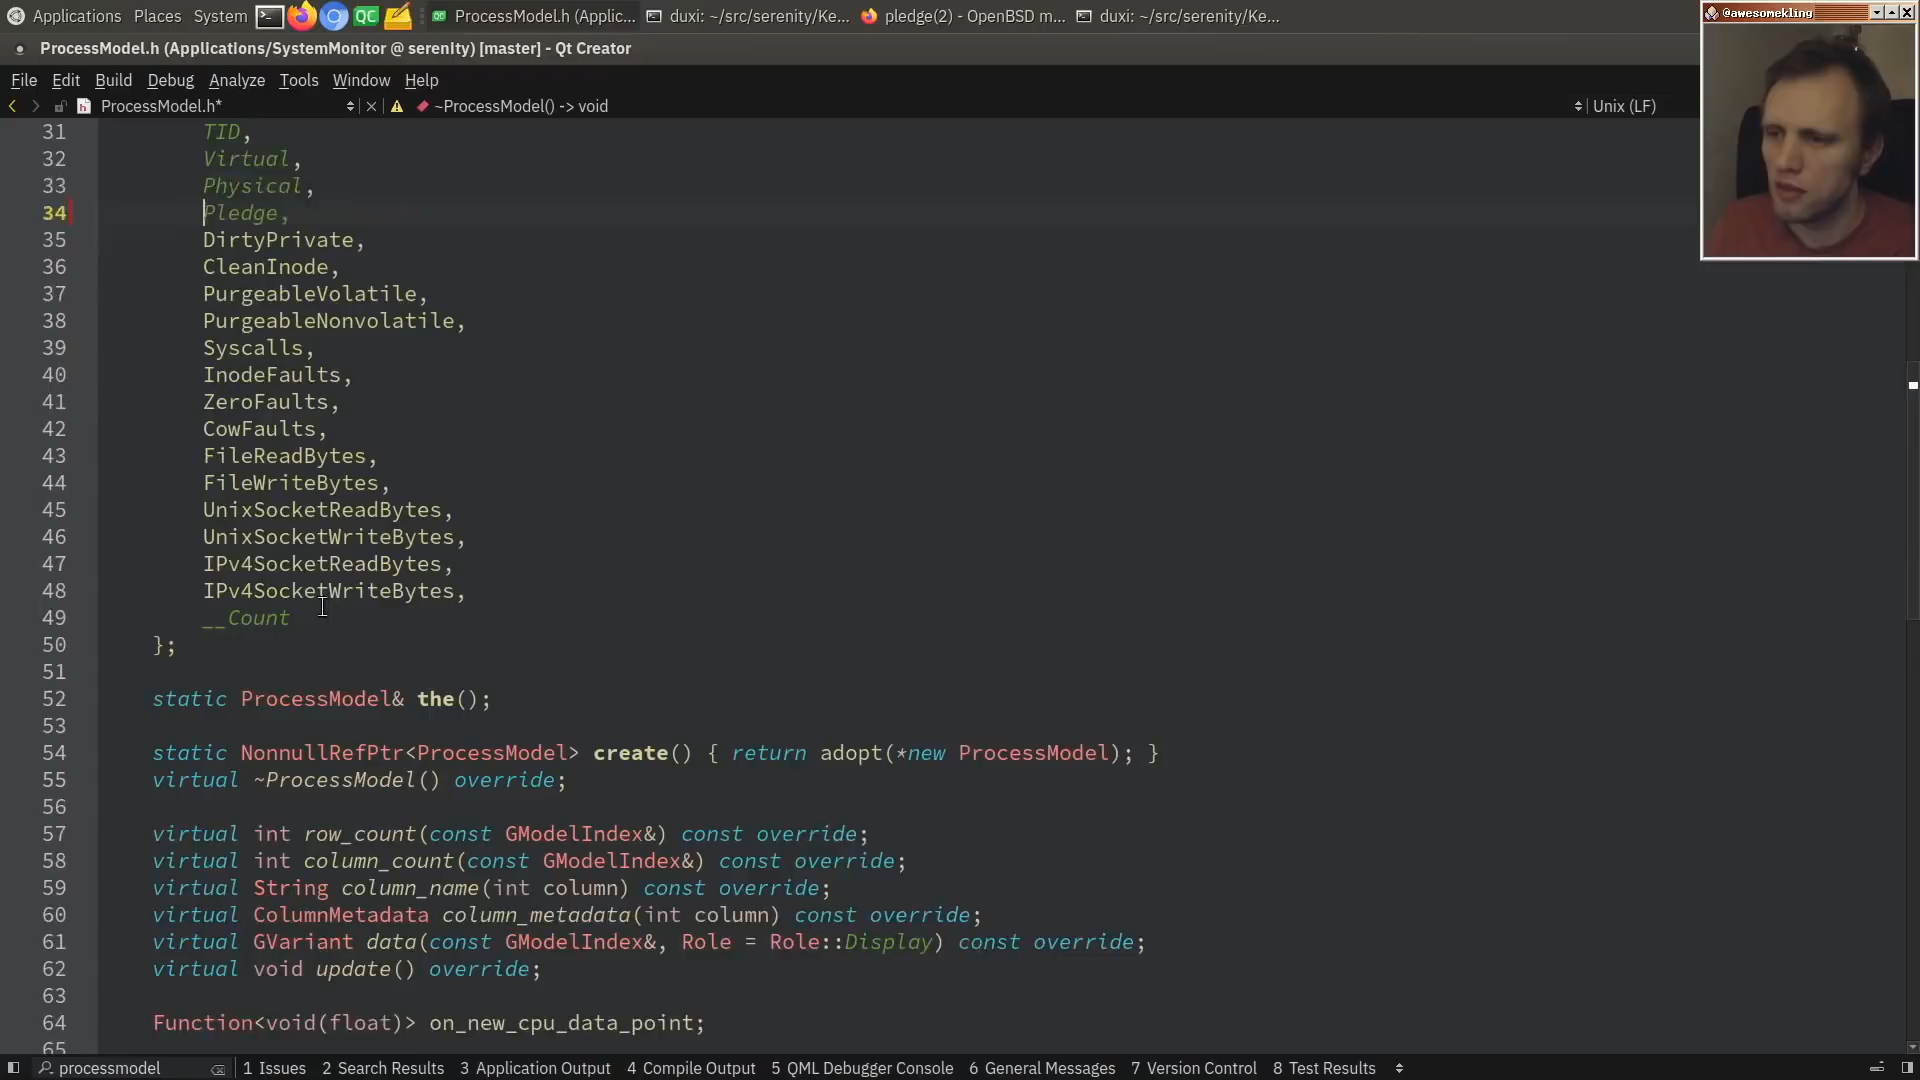 Applications Places System QC QC ProcessModel.h (Applic... duxi: ~/src/serenity/Ke... pledge(2) - OpenBSD m... duxi: ~/src/serenity/Ke...
@awesomekling
ProcessModel.h (Applications/SystemMonitor @ serenity) [master] - Qt Creator
File Edit Build Debug Analyze Tools Window Help
ProcessModel.h* ~ProcessModel() -> void Unix (LF)
31 TID,
32 Virtual,
33 Physical,
34 Pledge,
35 DirtyPrivate,
36 CleanInode,
37 PurgeableVolatile,
38 PurgeableNonvolatile,
39 Syscalls,
40 InodeFaults,
41 ZeroFaults,
42 CowFaults,
43 FileReadBytes,
44 FileWriteBytes,
45 UnixSocketReadBytes,
46 UnixSocketWriteBytes,
47 IPv4SocketReadBytes,
48 IPv4SocketWriteBytes,
49 __Count
50 };
51
52 static ProcessModel& the();
53
54 static NonnullRefPtr<ProcessModel> create() { return adopt(*new ProcessModel); }
55 virtual ~ProcessModel() override;
56
57 virtual int row_count(const GModelIndex&) const override;
58 virtual int column_count(const GModelIndex&) const override;
59 virtual String column_name(int column) const override;
60 virtual ColumnMetadata column_metadata(int column) const override;
61 virtual GVariant data(const GModelIndex&, Role = Role::Display) const override;
62 virtual void update() override;
63
64 Function<void(float)> on_new_cpu_data_point;
65
processmodel 1 Issues 2 Search Results 3 Application Output 4 Compile Output 5 QML Debugger Console 6 General Messages 7 Version Control 8 Test Results